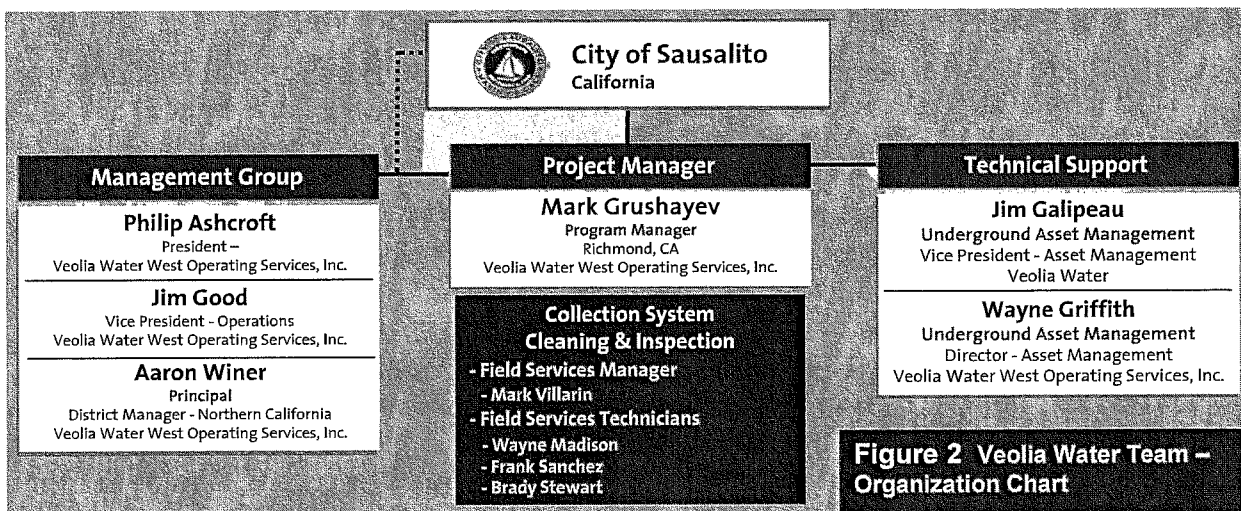 City of Sausalito
California
Management Group
Philip Ashcroft
President –
Veolia Water West Operating Services, Inc.
Jim Good
Vice President - Operations
Veolia Water West Operating Services, Inc.
Aaron Winer
Principal
District Manager - Northern California
Veolia Water West Operating Services, Inc.
Project Manager
Mark Grushayev
Program Manager
Richmond, CA
Veolia Water West Operating Services, Inc.
Collection System
Cleaning & Inspection
- Field Services Manager
- Mark Villarin
- Field Services Technicians
- Wayne Madison
- Frank Sanchez
- Brady Stewart
Technical Support
Jim Galipeau
Underground Asset Management
Vice President - Asset Management
Veolia Water
Wayne Griffith
Underground Asset Management
Director - Asset Management
Veolia Water West Operating Services, Inc.
Figure 2 Veolia Water Team –
Organization Chart